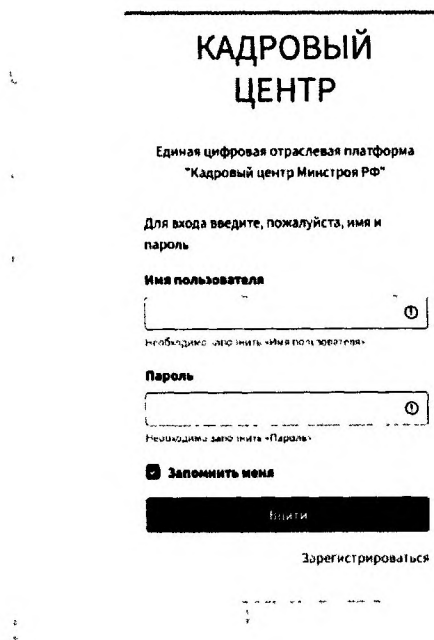 КАДРОВЫЙ
ЦЕНТР
Единая цифровая отраслевая платформа
"Кадровый центр Минстроя РФ"
Для входа введите, пожалуйста, имя и
пароль
Имя пользователя
Необходимо заполнить «Имя пользователя»
Пароль
Необходимо заполнить «Пароль»
Запомнить меня
Войти
Зарегистрироваться